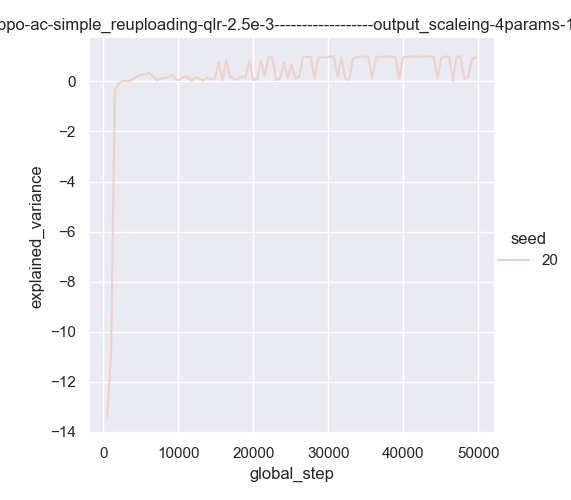 ppo-ac-simple_reuploading-qlr-2.5e-3------------------output_scaleing-4params-1
explained_variance
0
−2
−4
−6
−8
−10
−12
−14
0 10000 20000 30000 40000 50000
global_step
seed
20